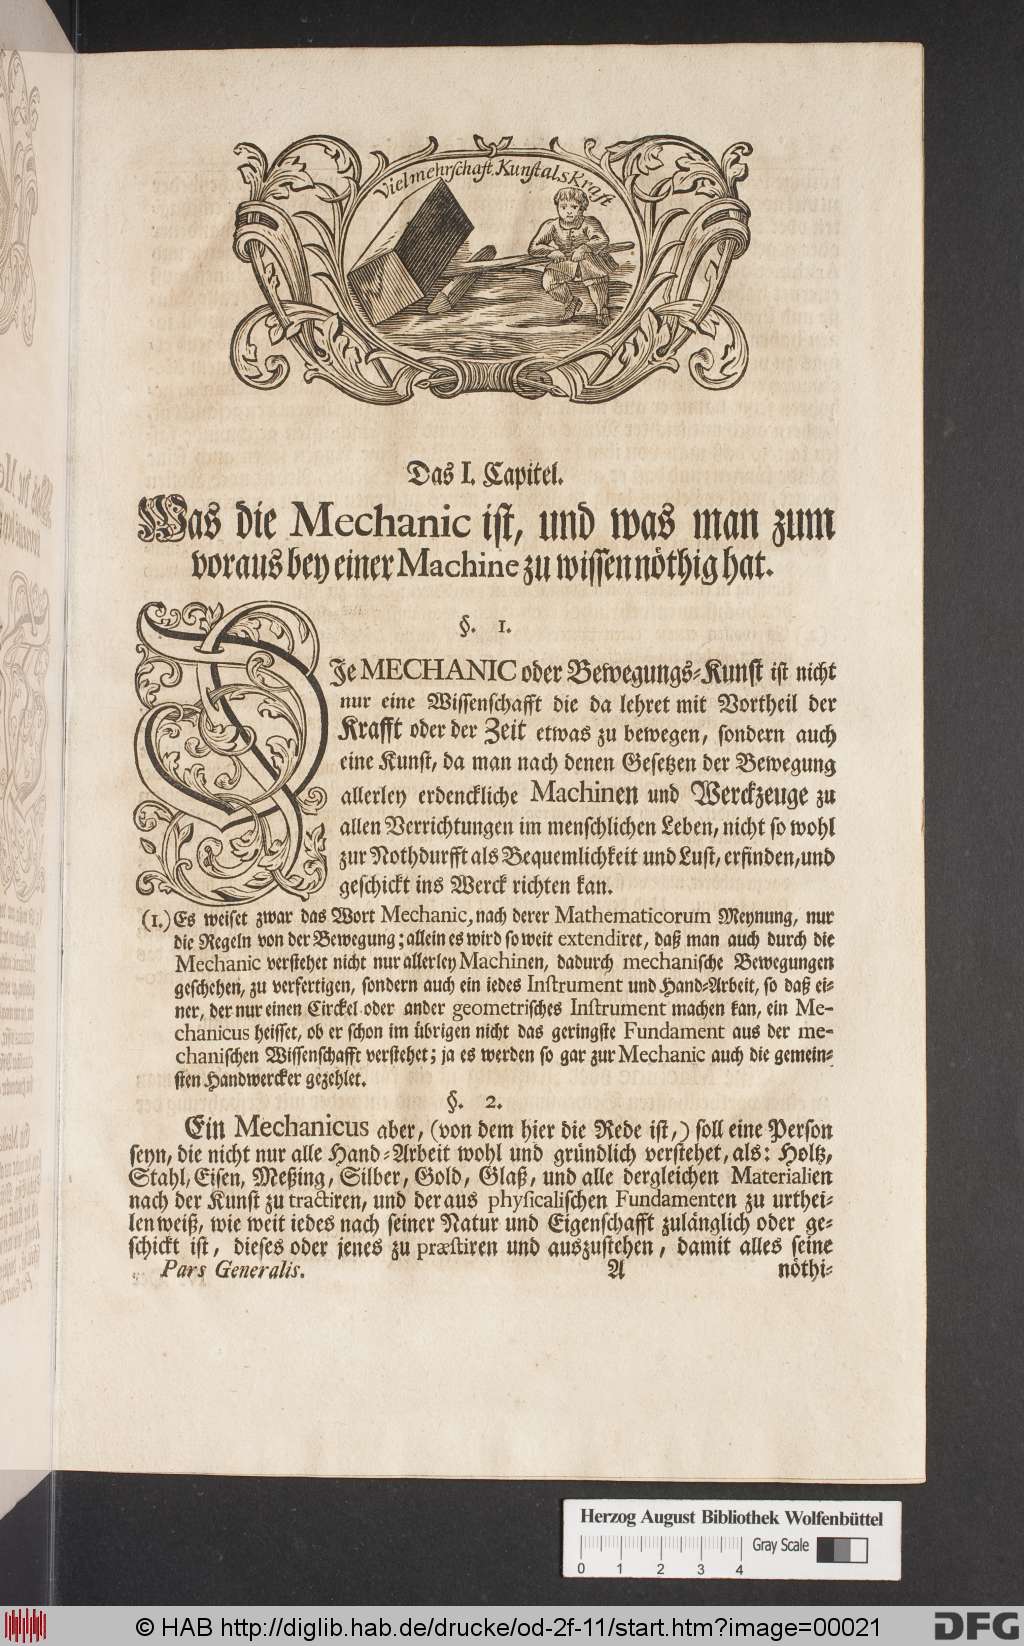 Viel mehr schaft Kunst als Kraft
Das I. Capitel.
Was die Mechanic ist, und was man zum
voraus bey einer Machine zu wissen nöthig hat.
§. 1.
DJe MECHANIC oder Bewegungs-Kunst ist nicht
nur eine Wissenschafft die da lehret mit Vortheil der
Krafft oder der Zeit etwas zu bewegen, sondern auch
eine Kunst, da man nach denen Gesetzen der Bewegung
allerley erdenckliche Machinen und Werckzeuge zu
allen Verrichtungen im menschlichen Leben, nicht so wohl
zur Nothdurfft als Bequemlichkeit und Lust, erfinden, und
geschickt ins Werck richten kan.
(1.) Es weiset zwar das Wort Mechanic, nach derer Mathematicorum Meynung, nur
die Regeln von der Bewegung; allein es wird so weit extendiret, daß man auch durch die
Mechanic verstehet nicht nur allerley Machinen, dadurch mechanische Bewegungen
geschehen, zu verfertigen, sondern auch ein iedes Instrument und Hand-Arbeit, so daß ei-
ner, der nur einen Circkel oder ander geometrisches Instrument machen kan, ein Me-
chanicus heisset, ob er schon im übrigen nicht das geringste Fundament aus der me-
chanischen Wissenschafft verstehet; ja es werden so gar zur Mechanic auch die gemein-
sten Handwercker gezehlet.
§. 2.
Ein Mechanicus aber, (von dem hier die Rede ist,) soll eine Person
seyn, die nicht nur alle Hand-Arbeit wohl und gründlich verstehet, als: Holtz,
Stahl, Eisen, Meßing, Silber, Gold, Glaß, und alle dergleichen Materialien
nach der Kunst zu tractiren, und der aus physicalischen Fundamenten zu urthei-
len weiß, wie weit iedes nach seiner Natur und Eigenschafft zulänglich oder ge-
schickt ist, dieses oder jenes zu præstiren und auszustehen, damit alles seine
Pars Generalis. A nöthi-
Herzog August Bibliothek Wolfenbüttel
Gray Scale
0 1 2 3 4
© HAB http://diglib.hab.de/drucke/od-2f-11/start.htm?image=00021
DFG